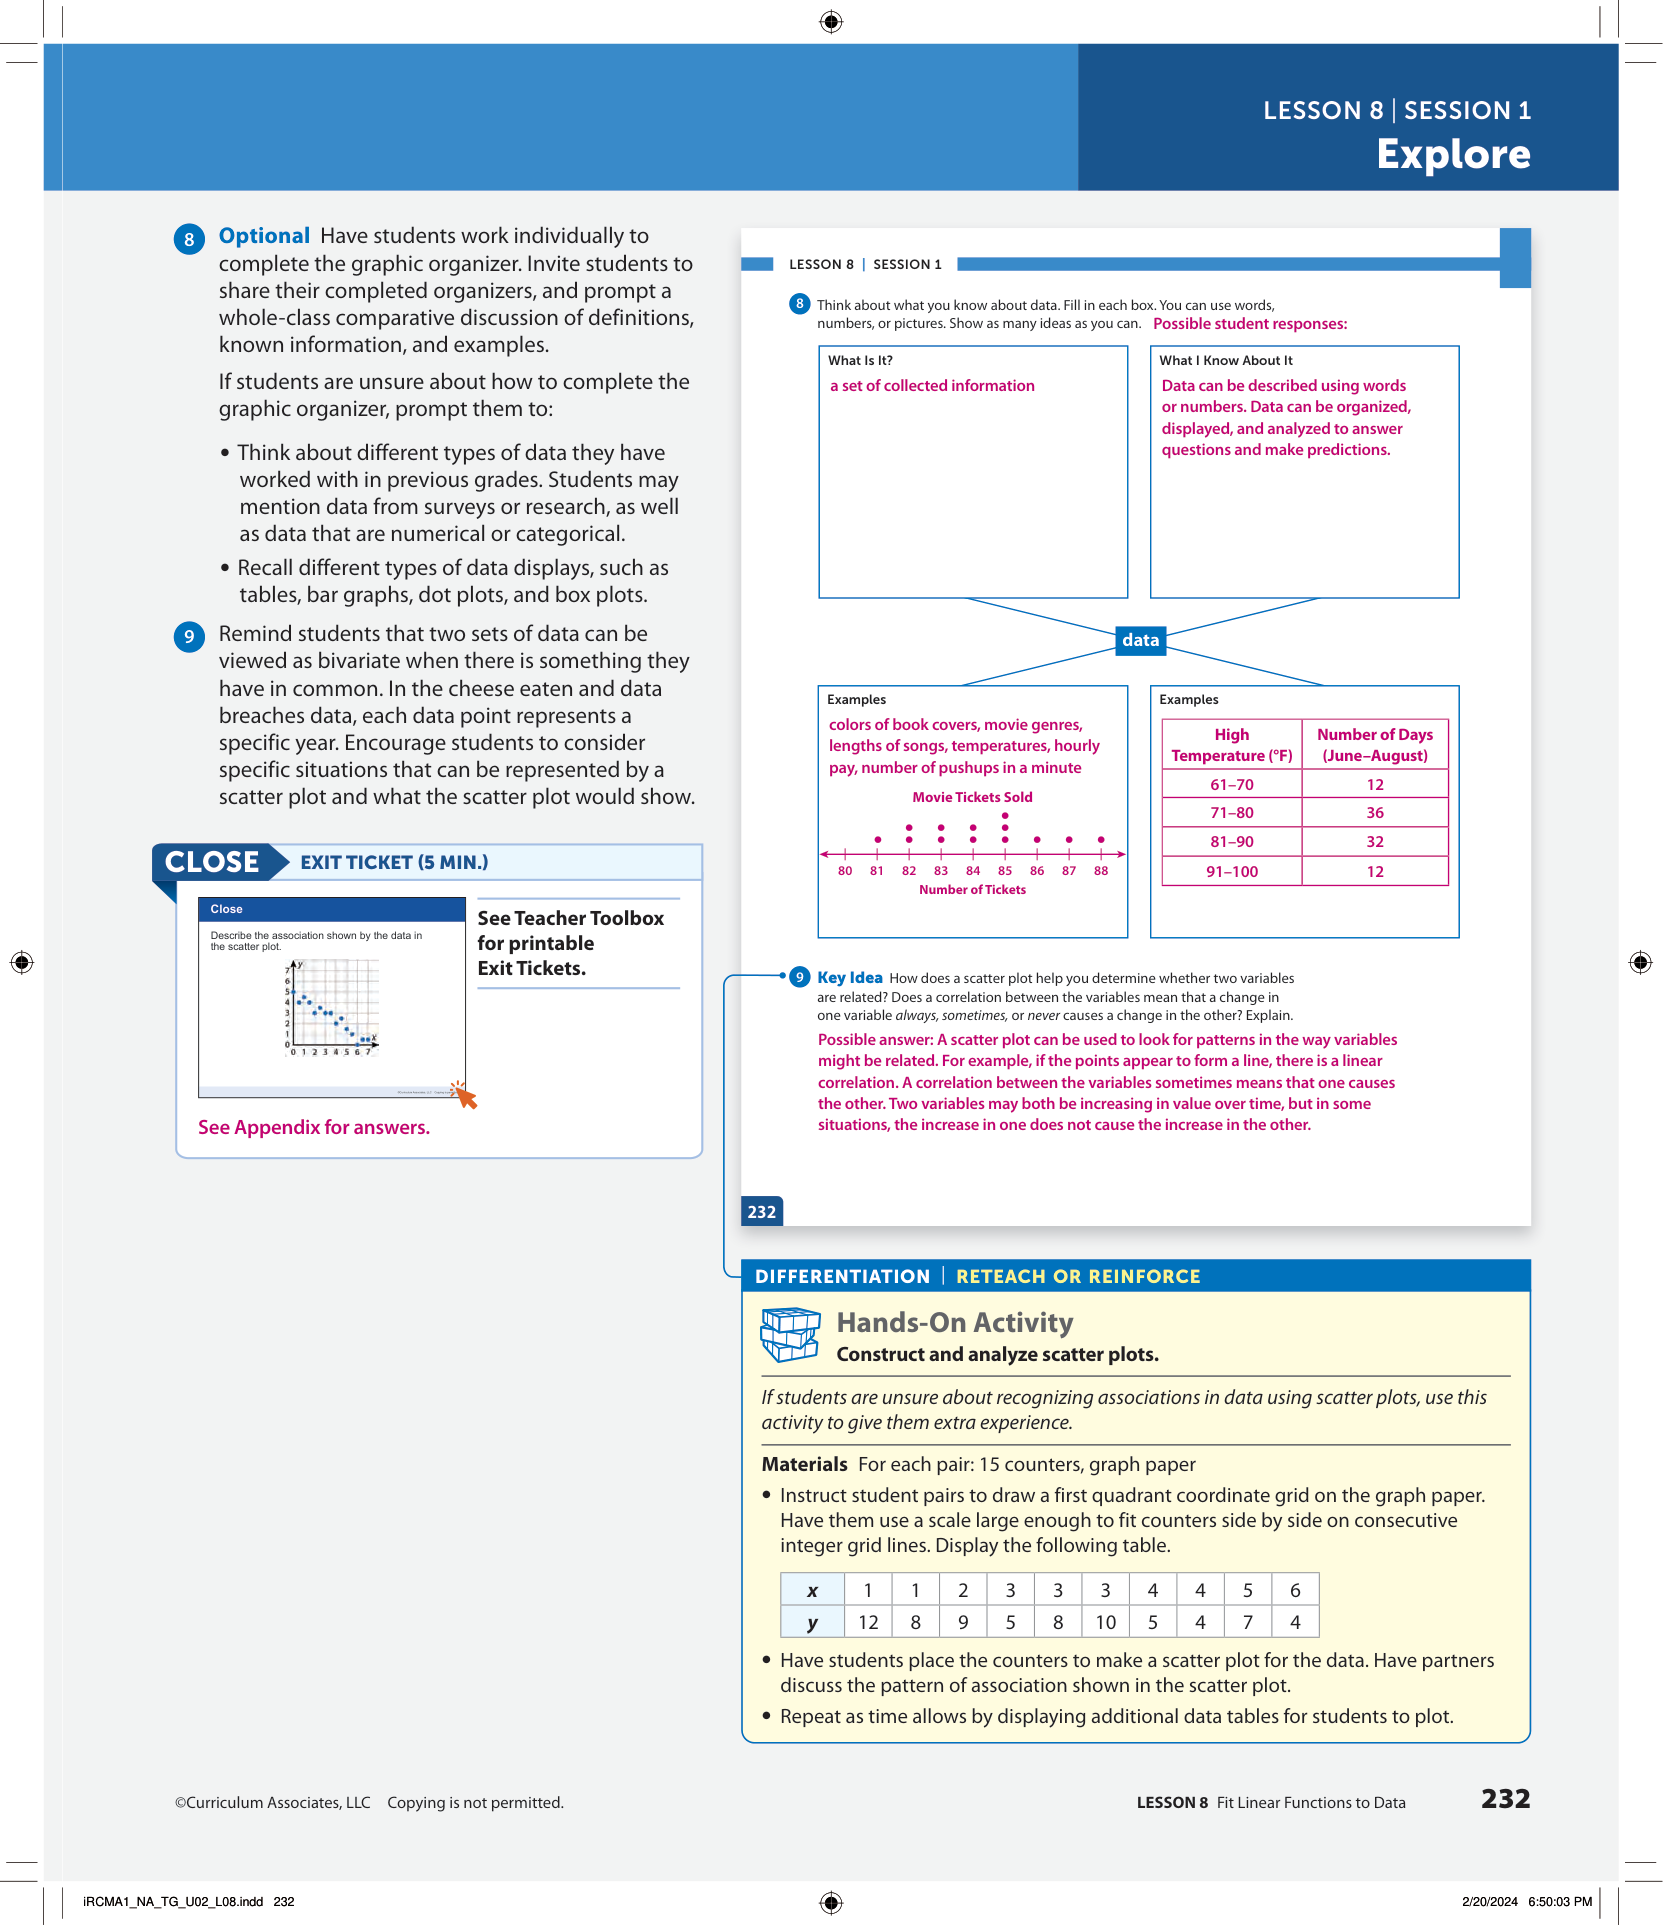 LESSON 8 | SESSION 1
Explore
8 Optional Have students work individually to
complete the graphic organizer. Invite students to
share their completed organizers, and prompt a
whole-class comparative discussion of definitions,
known information, and examples.
If students are unsure about how to complete the
graphic organizer, prompt them to:
• Think about different types of data they have
worked with in previous grades. Students may
mention data from surveys or research, as well
as data that are numerical or categorical.
• Recall different types of data displays, such as
tables, bar graphs, dot plots, and box plots.
9 Remind students that two sets of data can be
viewed as bivariate when there is something they
have in common. In the cheese eaten and data
breaches data, each data point represents a
specific year. Encourage students to consider
specific situations that can be represented by a
scatter plot and what the scatter plot would show.
CLOSE EXIT TICKET (5 MIN.)
Close
Describe the association shown by the data in
the scatter plot.
y
7
6
5
4
3
2
1
0
x
0 1 2 3 4 5 6 7
See Teacher Toolbox
for printable
Exit Tickets.
See Appendix for answers.
LESSON 8 | SESSION 1
8 Think about what you know about data. Fill in each box. You can use words,
numbers, or pictures. Show as many ideas as you can. Possible student responses:
What Is It?
a set of collected information
What I Know About It
Data can be described using words
or numbers. Data can be organized,
displayed, and analyzed to answer
questions and make predictions.
data
Examples
colors of book covers, movie genres,
lengths of songs, temperatures, hourly
pay, number of pushups in a minute
Movie Tickets Sold
80 81 82 83 84 85 86 87 88
Number of Tickets
Examples
High Number of Days
Temperature (°F) (June–August)
61–70 12
71–80 36
81–90 32
91–100 12
9 Key Idea How does a scatter plot help you determine whether two variables
are related? Does a correlation between the variables mean that a change in
one variable always, sometimes, or never causes a change in the other? Explain.
Possible answer: A scatter plot can be used to look for patterns in the way variables
might be related. For example, if the points appear to form a line, there is a linear
correlation. A correlation between the variables sometimes means that one causes
the other. Two variables may both be increasing in value over time, but in some
situations, the increase in one does not cause the increase in the other.
232
DIFFERENTIATION | RETEACH OR REINFORCE
Hands-On Activity
Construct and analyze scatter plots.
If students are unsure about recognizing associations in data using scatter plots, use this
activity to give them extra experience.
Materials For each pair: 15 counters, graph paper
• Instruct student pairs to draw a first quadrant coordinate grid on the graph paper.
Have them use a scale large enough to fit counters side by side on consecutive
integer grid lines. Display the following table.
x 1 1 2 3 3 3 4 4 5 6
y 12 8 9 5 8 10 5 4 7 4
• Have students place the counters to make a scatter plot for the data. Have partners
discuss the pattern of association shown in the scatter plot.
• Repeat as time allows by displaying additional data tables for students to plot.
©Curriculum Associates, LLC Copying is not permitted.
LESSON 8 Fit Linear Functions to Data 232
iRCMA1_NA_TG_U02_L08.indd 232
2/20/2024 6:50:03 PM